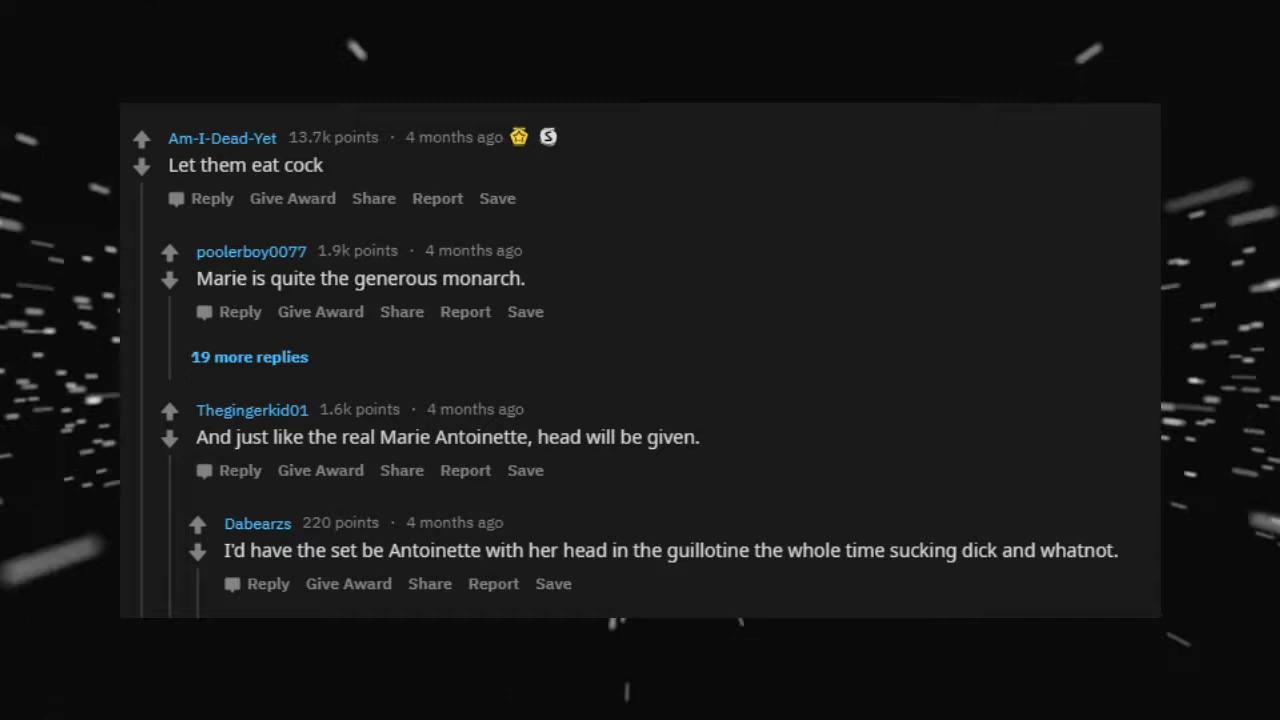 Am-I-Dead-Yet 13.7k points · 4 months ago S
Let them eat cock
Reply Give Award Share Report Save
poolerboy0077 1.9k points · 4 months ago
Marie is quite the generous monarch.
Reply Give Award Share Report Save
19 more replies
Thegingerkid01 1.6k points · 4 months ago
And just like the real Marie Antoinette, head will be given.
Reply Give Award Share Report Save
Dabearzs 220 points · 4 months ago
I'd have the set be Antoinette with her head in the guillotine the whole time sucking dick and whatnot.
Reply Give Award Share Report Save